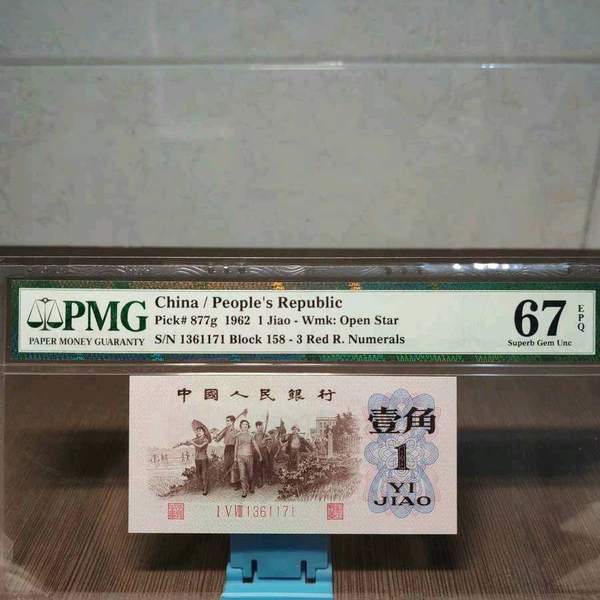 PMG
PAPER MONEY GUARANTY
China / People's Republic
Pick# 877g 1962 1 Jiao - Wmk: Open Star
S/N 1361171 Block 158 - 3 Red R. Numerals
67
EPQ
Superb Gem Unc
中國人民銀行
壹角
1
YI
JIAO
I V VIII 1361171